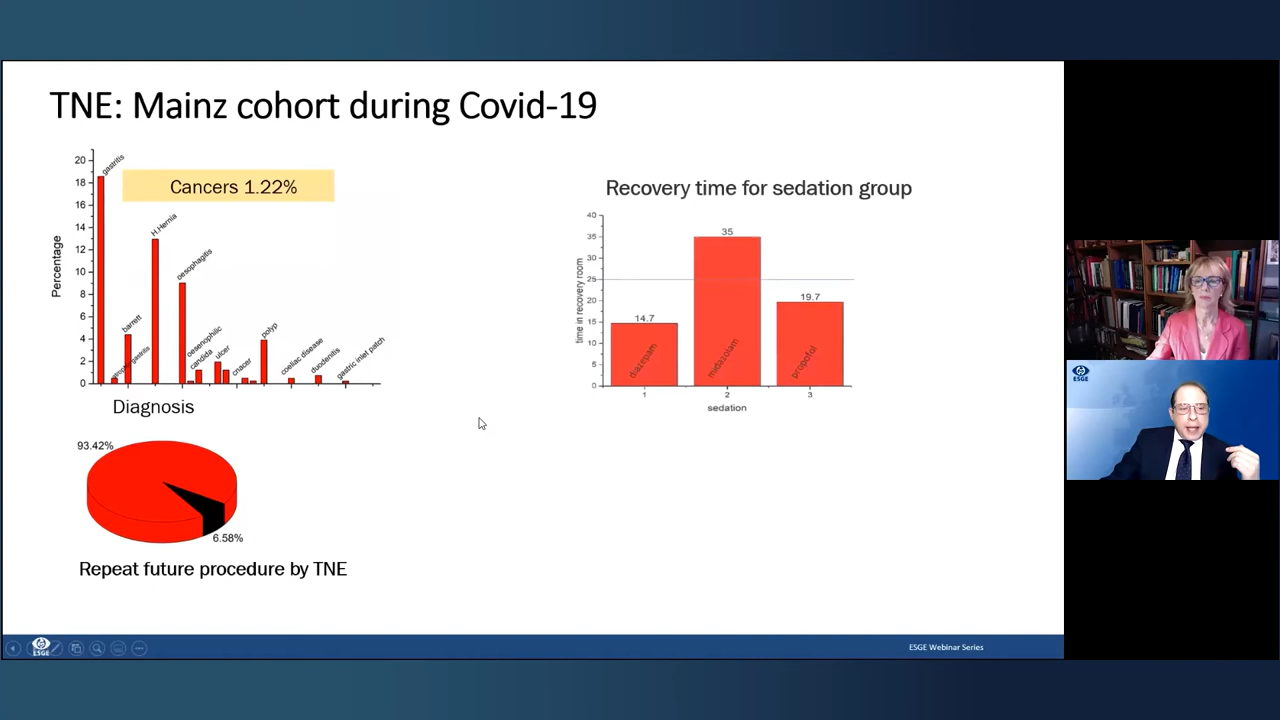 TNE: Mainz cohort during Covid-19
Cancers 1.22%
Percentage
20
18
16
14
12
10
8
6
4
2
0
gastritis
barrett
H.Hernia
oesophagitis
oesenophilic
candida
ulcer
cnacer
polyp
coeliac disease
duodenitis
gastric inlet patch
Diagnosis
Recovery time for sedation group
time in recovery room
40
35
30
25
20
15
10
5
0
14.7
35
19.7
diazepam
midazolam
propofol
1
2
3
sedation
93.42%
6.58%
Repeat future procedure by TNE
ESGE
ESGE Webinar Series
ESGE